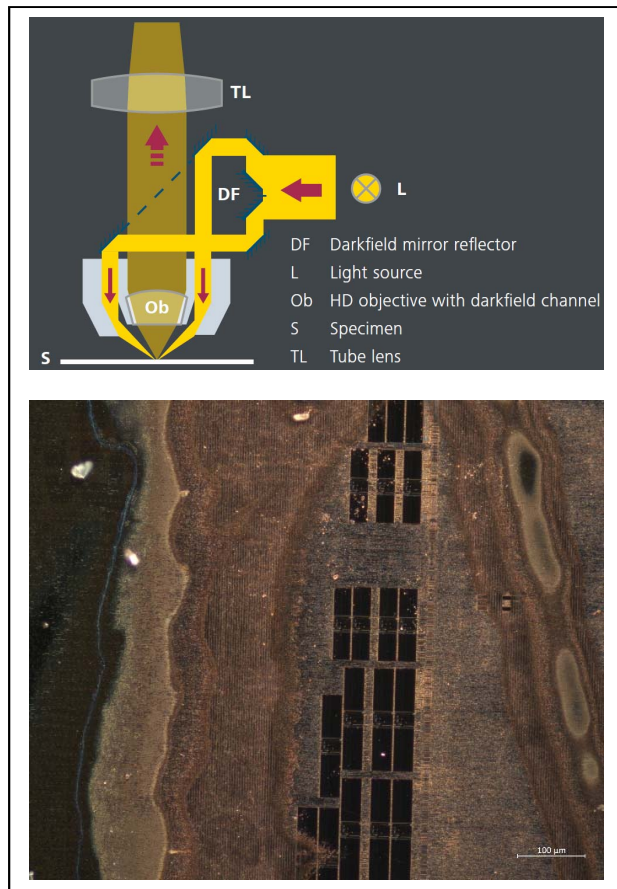 TL
DF
L
DF Darkfield mirror reflector
L Light source
Ob
Ob HD objective with darkfield channel
S Specimen
S
TL Tube lens
100 µm